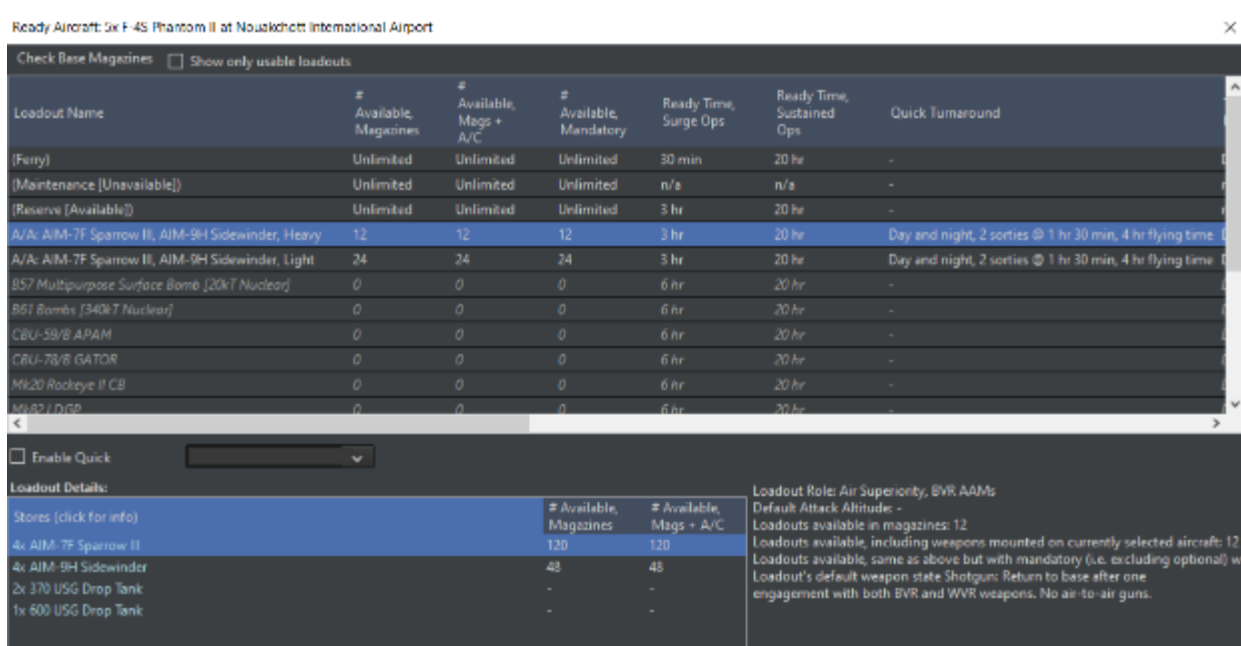 Ready Aircraft: 5x F-4S Phantom II at Nouakchott International Airport
Check Base Magazines Show only usable loadouts
Loadout Name # Available, Magazines # Available, Mags + A/C # Available, Mandatory Ready Time, Surge Ops Ready Time, Sustained Ops Quick Turnaround
(Ferry) Unlimited Unlimited Unlimited 30 min 20 hr -
(Maintenance [Unavailable]) Unlimited Unlimited Unlimited n/a n/a -
(Reserve [Available]) Unlimited Unlimited Unlimited 3 hr 20 hr -
A/A: AIM-7F Sparrow III, AIM-9H Sidewinder, Heavy 12 12 12 3 hr 20 hr Day and night, 2 sorties @ 1 hr 30 min, 4 hr flying time
A/A: AIM-7F Sparrow III, AIM-9H Sidewinder, Light 24 24 24 3 hr 20 hr Day and night, 2 sorties @ 1 hr 30 min, 4 hr flying time
B57 Multipurpose Surface Bomb [20kT Nuclear] 0 0 0 6 hr 20 hr -
B61 Bombs [340kT Nuclear] 0 0 0 6 hr 20 hr -
CBU-59/B APAM 0 0 0 6 hr 20 hr -
CBU-78/B GATOR 0 0 0 6 hr 20 hr -
Mk20 Rockeye II CB 0 0 0 6 hr 20 hr -
Mk82 LDGP 0 0 0 6 hr 20 hr -
Enable Quick
Loadout Details:
Stores (click for info) # Available, Magazines # Available, Mags + A/C
4x AIM-7F Sparrow III 120 120
4x AIM-9H Sidewinder 48 48
2x 370 USG Drop Tank - -
1x 600 USG Drop Tank - -
Loadout Role: Air Superiority, BVR AAMs
Default Attack Altitude: -
Loadouts available in magazines: 12
Loadouts available, including weapons mounted on currently selected aircraft: 12
Loadouts available, same as above but with mandatory (i.e. excluding optional) w
Loadout's default weapon state Shotgun: Return to base after one
engagement with both BVR and WVR weapons. No air-to-air guns.